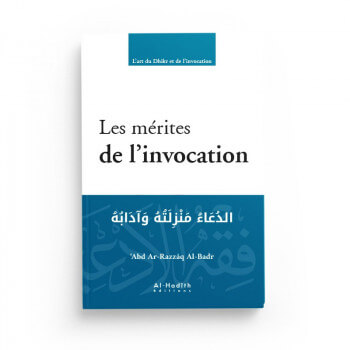 L'art du Dhikr et de l'invocation
Les mérites
de l'invocation
الدُّعَاءُ مَنْزِلَتُهُ وَآدَابُهُ
'Abd Ar-Razzâq Al-Badr
Al-Hadîth
Éditions